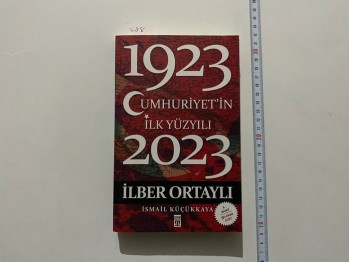 1923
CUMHURİYET'İN
İLK YÜZYILI
2023
İLBER ORTAYLI
İSMAİL KÜÇÜKKAYA